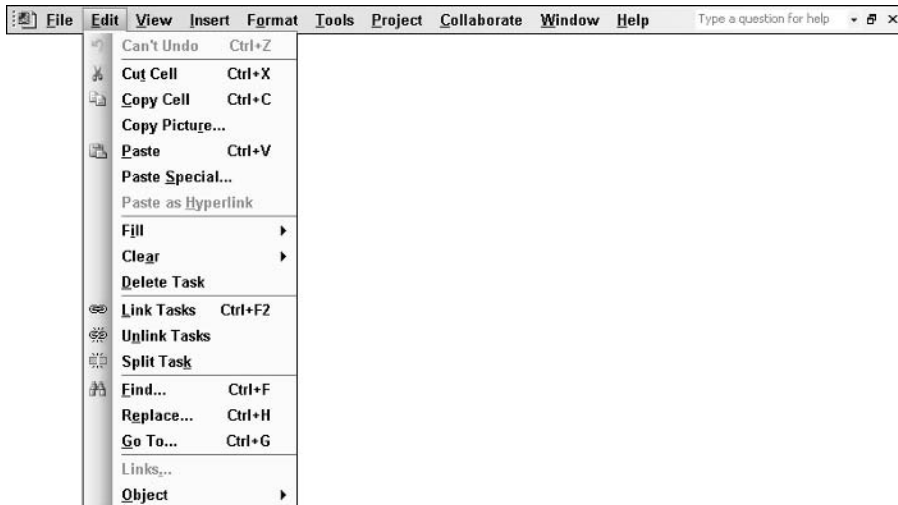 File Edit View Insert Format Tools Project Collaborate Window Help Type a question for help
Can't Undo Ctrl+Z
Cut Cell Ctrl+X
Copy Cell Ctrl+C
Copy Picture...
Paste Ctrl+V
Paste Special...
Paste as Hyperlink
Fill
Clear
Delete Task
Link Tasks Ctrl+F2
Unlink Tasks
Split Task
Find... Ctrl+F
Replace... Ctrl+H
Go To... Ctrl+G
Links...
Object